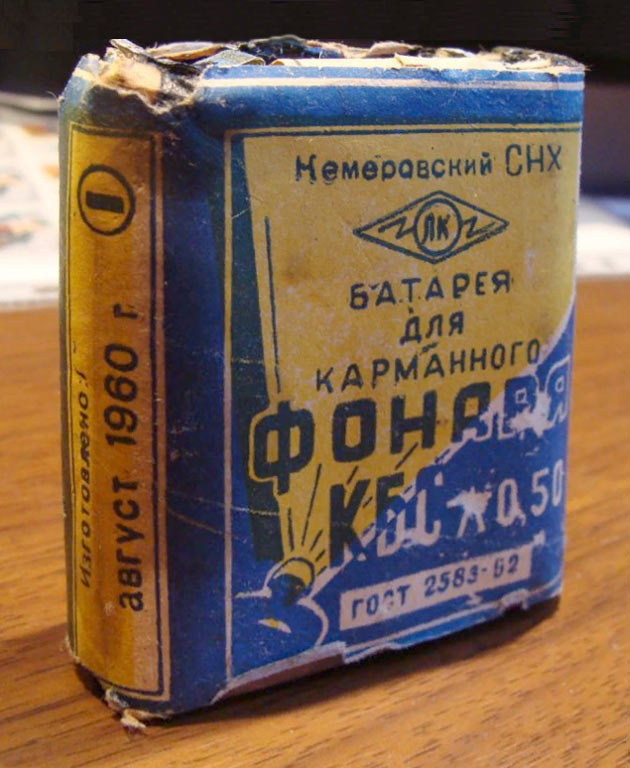 I
Изготовлено:
август 1960 г.
Кемеровский СНХ
ЛК
БАТАРЕЯ
ДЛЯ
КАРМАННОГО
ФОНАРЯ
КБС-Х-0,50
ГОСТ 2583-52